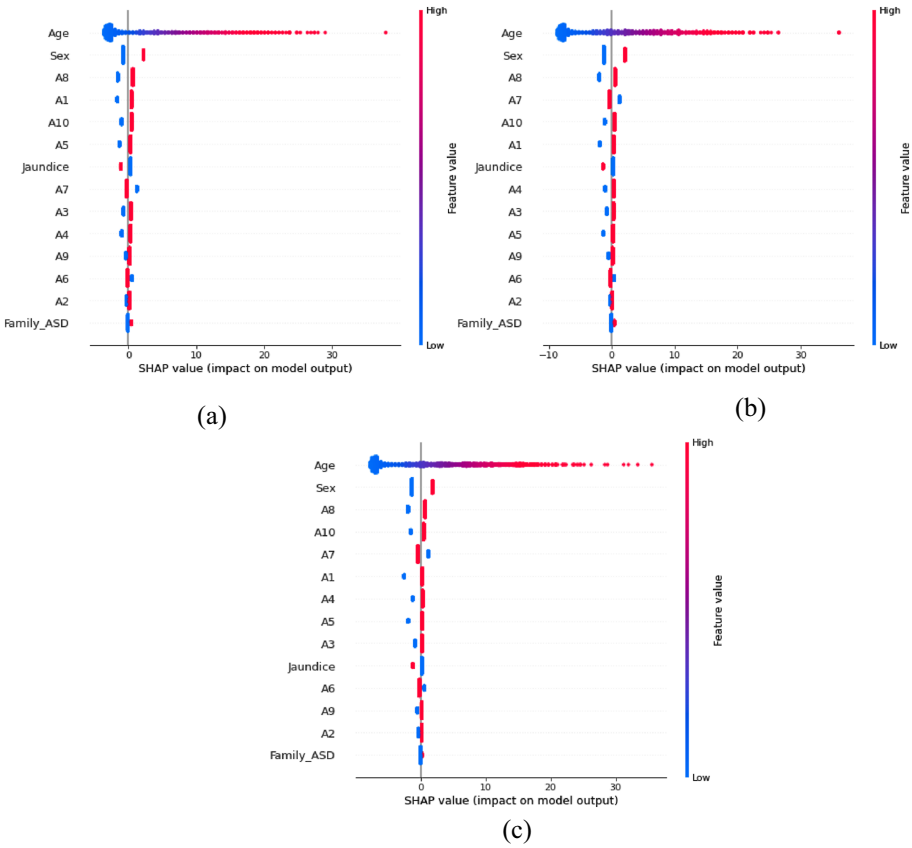 High
Age
Sex
A8
A1
A10
A5
Jaundice
A7
A3
A4
A9
A6
A2
Family_ASD
Feature value
Low
0 10 20 30
SHAP value (impact on model output)
(a)
High
Age
Sex
A8
A7
A10
A1
Jaundice
A4
A3
A5
A9
A6
A2
Family_ASD
Feature value
Low
−10 0 10 20 30
SHAP value (impact on model output)
(b)
High
Age
Sex
A8
A10
A7
A1
A4
A5
A3
Jaundice
A6
A9
A2
Family_ASD
Feature value
Low
0 10 20 30
SHAP value (impact on model output)
(c)